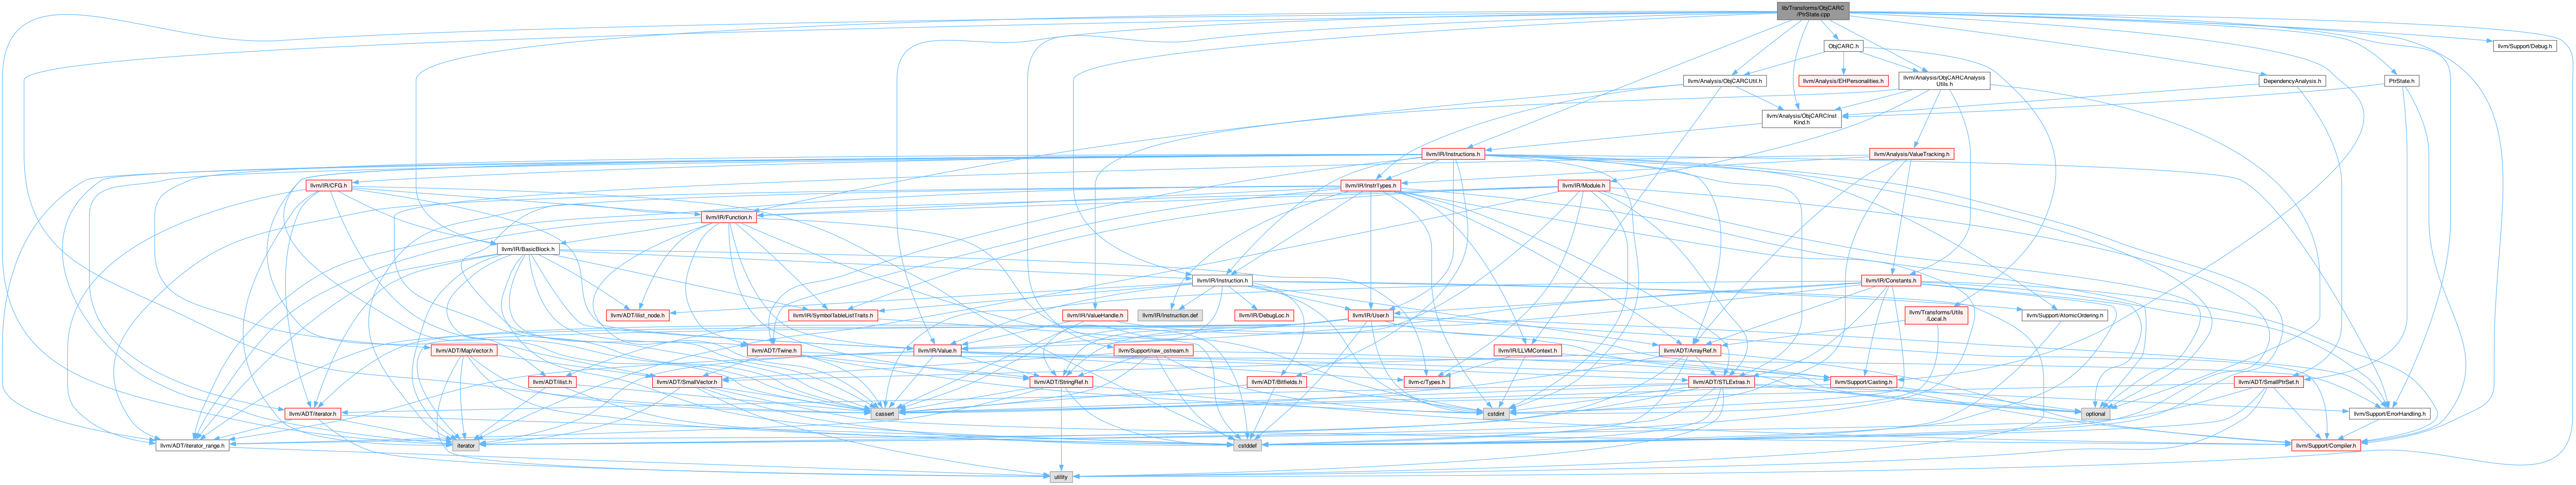 lib/Transforms/ObjCARC
/PtrState.cpp
ObjCARC.h
llvm/Support/Debug.h
llvm/Analysis/ObjCARCUtil.h
llvm/Analysis/EHPersonalities.h
llvm/Analysis/ObjCARCAnalysis
Utils.h
DependencyAnalysis.h
PtrState.h
llvm/Analysis/ObjCARCInst
Kind.h
llvm/IR/Instructions.h
llvm/Analysis/ValueTracking.h
llvm/IR/CFG.h
llvm/IR/InstrTypes.h
llvm/IR/Module.h
llvm/IR/Function.h
llvm/IR/BasicBlock.h
llvm/IR/Instruction.h
llvm/IR/Constants.h
llvm/ADT/ilist_node.h
llvm/IR/SymbolTableListTraits.h
llvm/IR/ValueHandle.h
llvm/IR/Instruction.def
llvm/IR/DebugLoc.h
llvm/IR/User.h
llvm/Support/AtomicOrdering.h
llvm/Transforms/Utils
/Local.h
llvm/ADT/MapVector.h
llvm/ADT/Twine.h
llvm/IR/Value.h
llvm/Support/raw_ostream.h
llvm/IR/LLVMContext.h
llvm/ADT/ArrayRef.h
llvm/ADT/ilist.h
llvm/ADT/SmallVector.h
llvm/ADT/StringRef.h
llvm/ADT/Bitfields.h
llvm-c/Types.h
llvm/ADT/STLExtras.h
llvm/Support/Casting.h
llvm/ADT/SmallPtrSet.h
llvm/ADT/iterator.h
cassert
cstdint
optional
llvm/Support/ErrorHandling.h
llvm/ADT/iterator_range.h
iterator
cstddef
llvm/Support/Compiler.h
utility